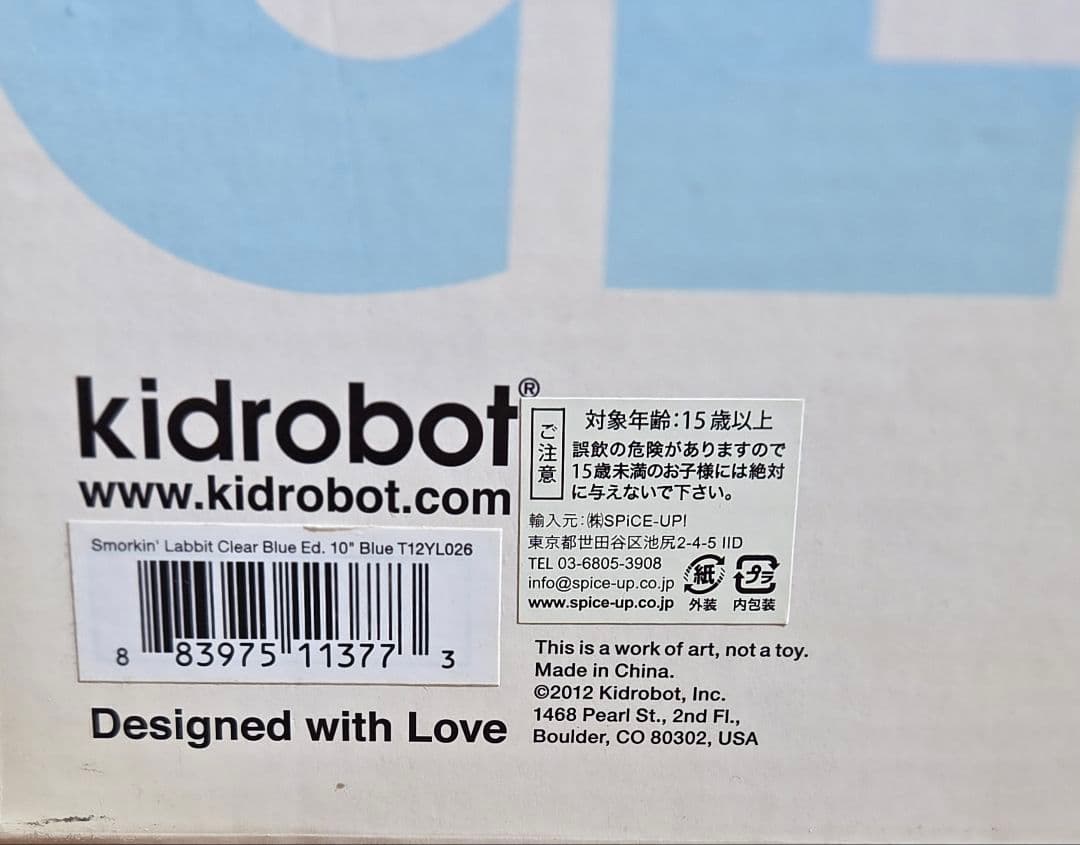 kidrobot®
www.kidrobot.com
Smorkin' Labbit Clear Blue Ed. 10" Blue T12YL026
8 83975 11377 3
Designed with Love
ご注意
対象年齢:15歳以上
誤飲の危険がありますので
15歳未満のお子様には絶対
に与えないで下さい。
輸入元:㈱SPiCE-UP!
東京都世田谷区池尻2-4-5 IID
TEL 03-6805-3908
info@spice-up.co.jp
www.spice-up.co.jp
紙 プラ
外装 内包装
This is a work of art, not a toy.
Made in China.
©2012 Kidrobot, Inc.
1468 Pearl St., 2nd Fl.,
Boulder, CO 80302, USA